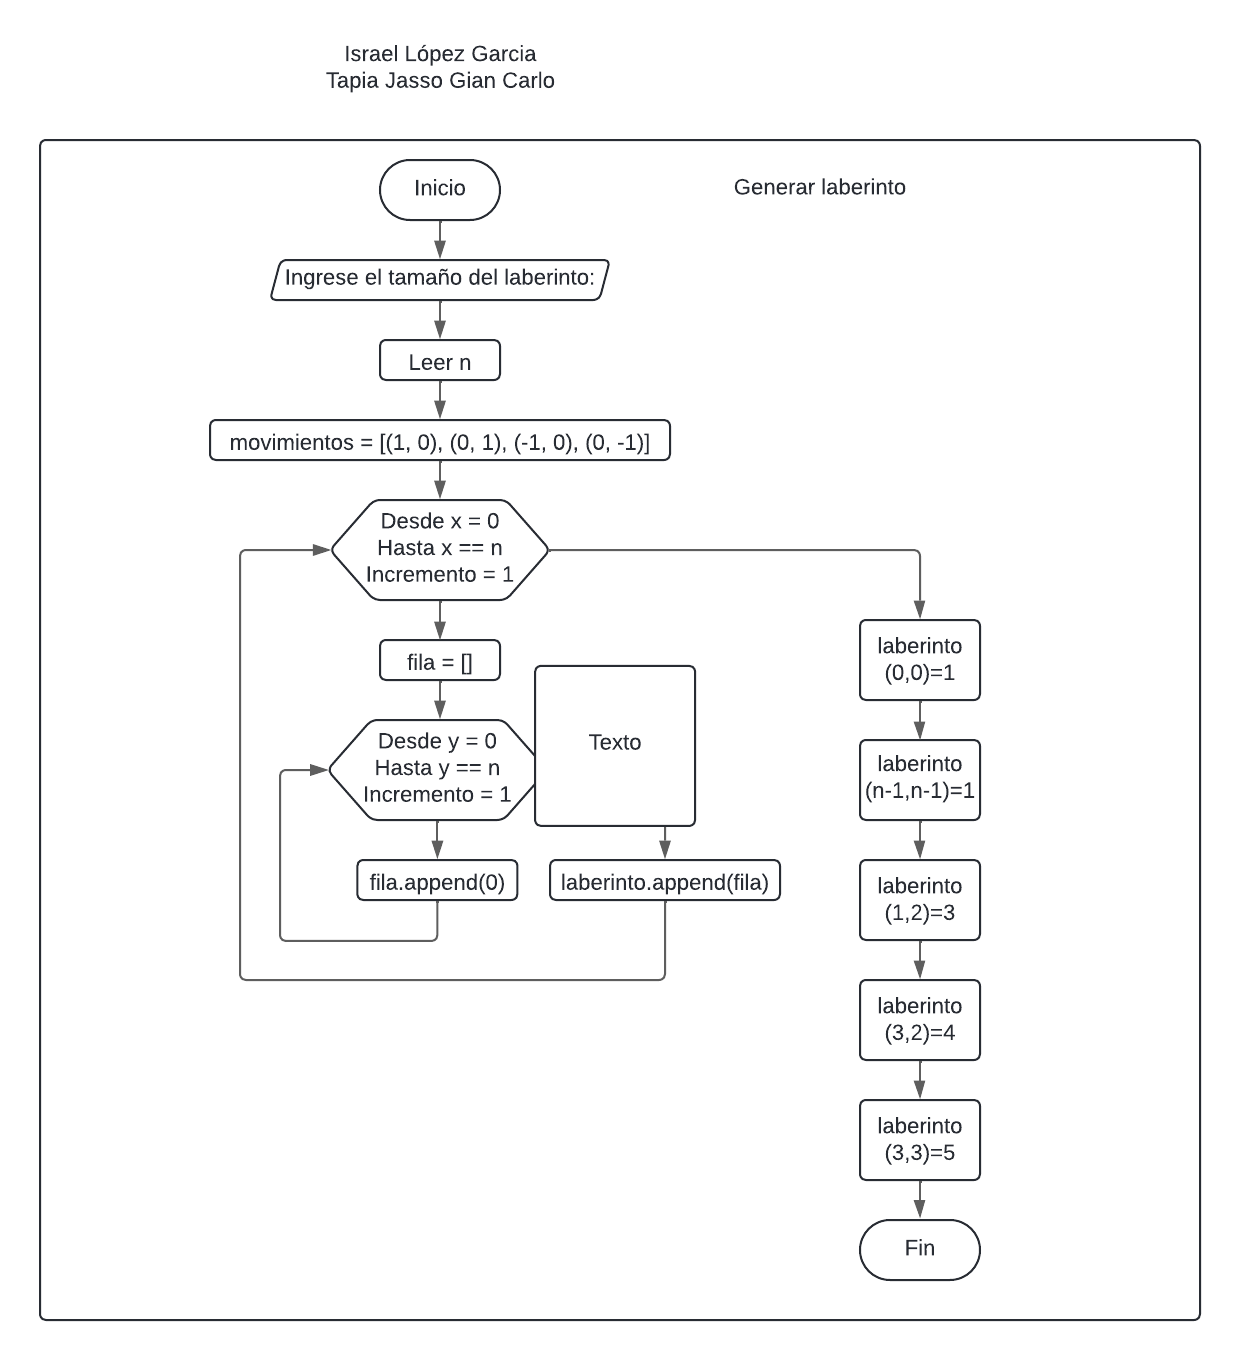 Israel López Garcia
Tapia Jasso Gian Carlo
Inicio
Generar laberinto
Ingrese el tamaño del laberinto:
Leer n
movimientos = [(1, 0), (0, 1), (-1, 0), (0, -1)]
Desde x = 0
Hasta x == n
Incremento = 1
fila = []
Desde y = 0
Hasta y == n
Incremento = 1
Texto
fila.append(0)
laberinto.append(fila)
laberinto
(0,0)=1
laberinto
(n-1,n-1)=1
laberinto
(1,2)=3
laberinto
(3,2)=4
laberinto
(3,3)=5
Fin